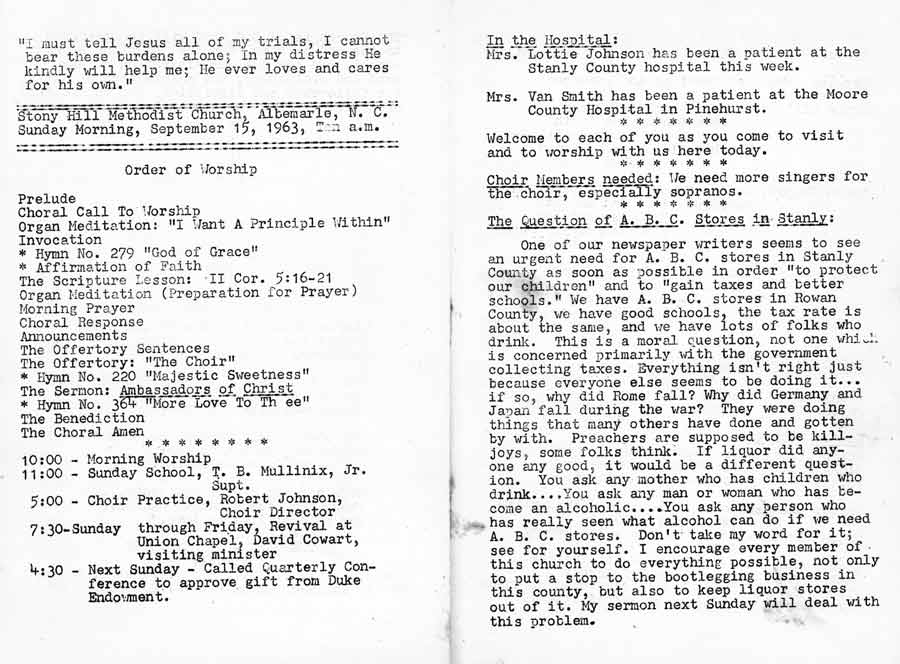 "I must tell Jesus all of my trials, I cannot
bear these burdens alone; In my distress He
kindly will help me; He ever loves and cares
for his own."
Stony Hill Methodist Church, Albemarle, N. C.
Sunday Morning, September 15, 1963, Ten a.m.
Order of Worship
Prelude
Choral Call To Worship
Organ Meditation: "I Want A Principle Within"
Invocation
* Hymn No. 279 "God of Grace"
* Affirmation of Faith
The Scripture Lesson: II Cor. 5:16-21
Organ Meditation (Preparation for Prayer)
Morning Prayer
Choral Response
Announcements
The Offertory Sentences
The Offertory: "The Choir"
* Hymn No. 220 "Majestic Sweetness"
The Sermon: Ambassadors of Christ
* Hymn No. 364 "More Love To Th ee"
The Benediction
The Choral Amen
* * * * * * * *
10:00 - Morning Worship
11:00 - Sunday School, T. B. Mullinix, Jr.
Supt.
5:00 - Choir Practice, Robert Johnson,
Choir Director
7:30-Sunday through Friday, Revival at
Union Chapel, David Cowart,
visiting minister
4:30 - Next Sunday - Called Quarterly Con-
ference to approve gift from Duke
Endowment.
In the Hospital:
Mrs. Lottie Johnson has been a patient at the
Stanly County hospital this week.
Mrs. Van Smith has been a patient at the Moore
County Hospital in Pinehurst.
* * * * * * *
Welcome to each of you as you come to visit
and to worship with us here today.
* * * * * * *
Choir Members needed: We need more singers for
the choir, especially sopranos.
* * * * * * *
The Question of A. B. C. Stores in Stanly:
One of our newspaper writers seems to see
an urgent need for A. B. C. stores in Stanly
County as soon as possible in order "to protect
our children" and to "gain taxes and better
schools." We have A. B. C. stores in Rowan
County, we have good schools, the tax rate is
about the same, and we have lots of folks who
drink. This is a moral question, not one which
is concerned primarily with the government
collecting taxes. Everything isn't right just
because everyone else seems to be doing it...
if so, why did Rome fall? Why did Germany and
Japan fall during the war? They were doing
things that many others have done and gotten
by with. Preachers are supposed to be kill-
joys, some folks think. If liquor did any-
one any good, it would be a different quest-
ion. You ask any mother who has children who
drink....You ask any man or woman who has be-
come an alcoholic....You ask any person who
has really seen what alcohol can do if we need
A. B. C. stores. Don't take my word for it;
see for yourself. I encourage every member of
this church to do everything possible, not only
to put a stop to the bootlegging business in
this county, but also to keep liquor stores
out of it. My sermon next Sunday will deal with
this problem.